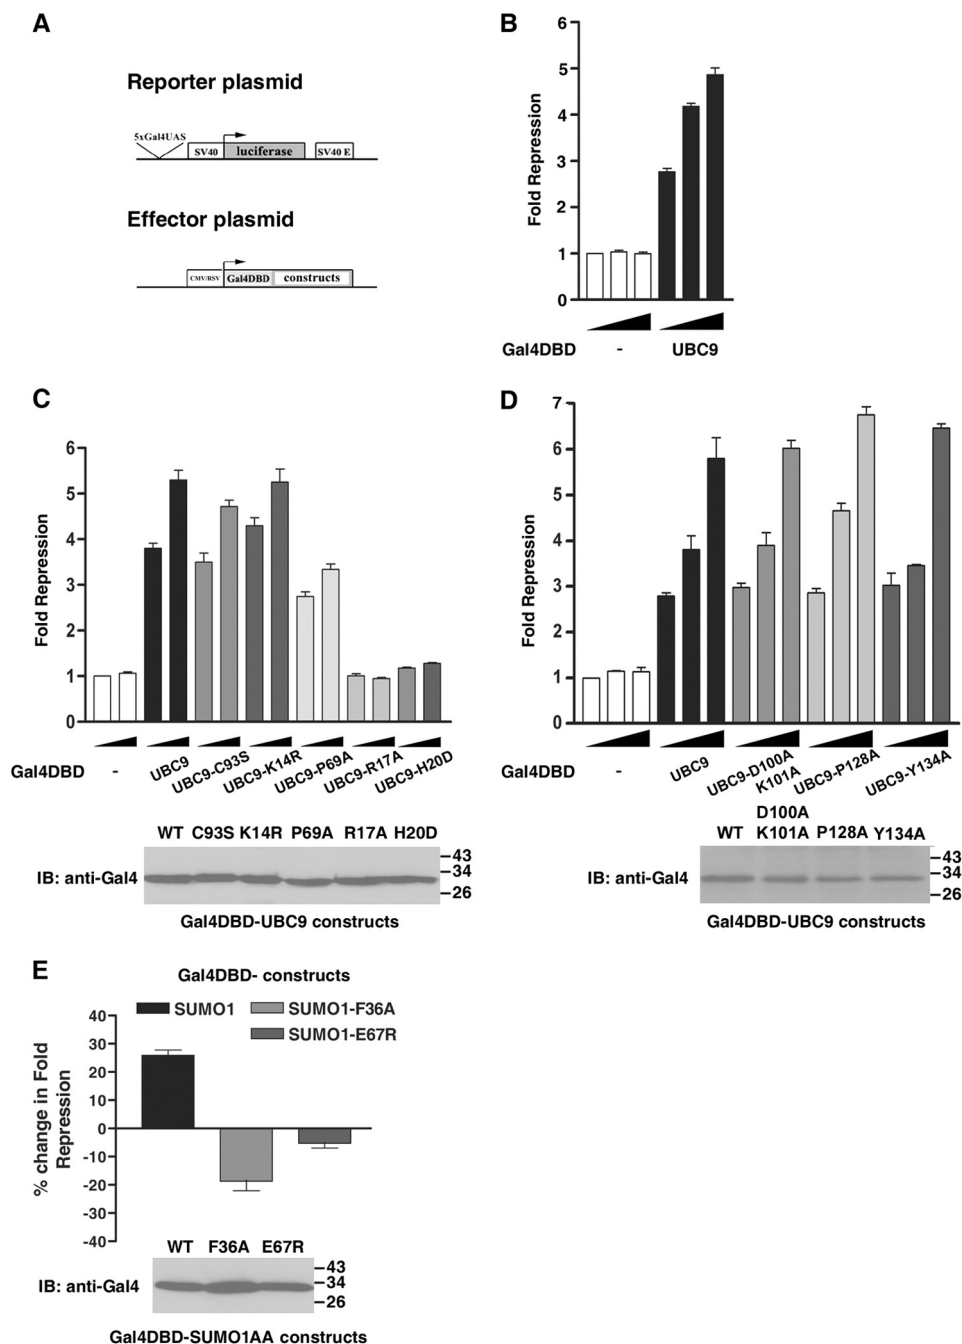 A
Reporter plasmid
5xGal4UAS
SV40
luciferase
SV40 E
Effector plasmid
CMV/RSV
Gal4DBD
constructs
B
Fold Repression
6
5
4
3
2
1
0
Gal4DBD
-
UBC9
C
Fold Repression
6
5
4
3
2
1
0
Gal4DBD
-
UBC9
UBC9-C93S
UBC9-K14R
UBC9-P69A
UBC9-R17A
UBC9-H20D
WT C93S K14R P69A R17A H20D
IB: anti-Gal4
43
34
26
Gal4DBD-UBC9 constructs
D
Fold Repression
7
6
5
4
3
2
1
0
Gal4DBD
-
UBC9
UBC9-D100A
K101A
UBC9-P128A
UBC9-Y134A
D100A
WT K101A P128A Y134A
IB: anti-Gal4
43
34
26
Gal4DBD-UBC9 constructs
E
Gal4DBD- constructs
SUMO1
SUMO1-F36A
SUMO1-E67R
% change in Fold
Repression
40
30
20
10
0
-10
-20
-30
-40
WT F36A E67R
IB: anti-Gal4
43
34
26
Gal4DBD-SUMO1AA constructs